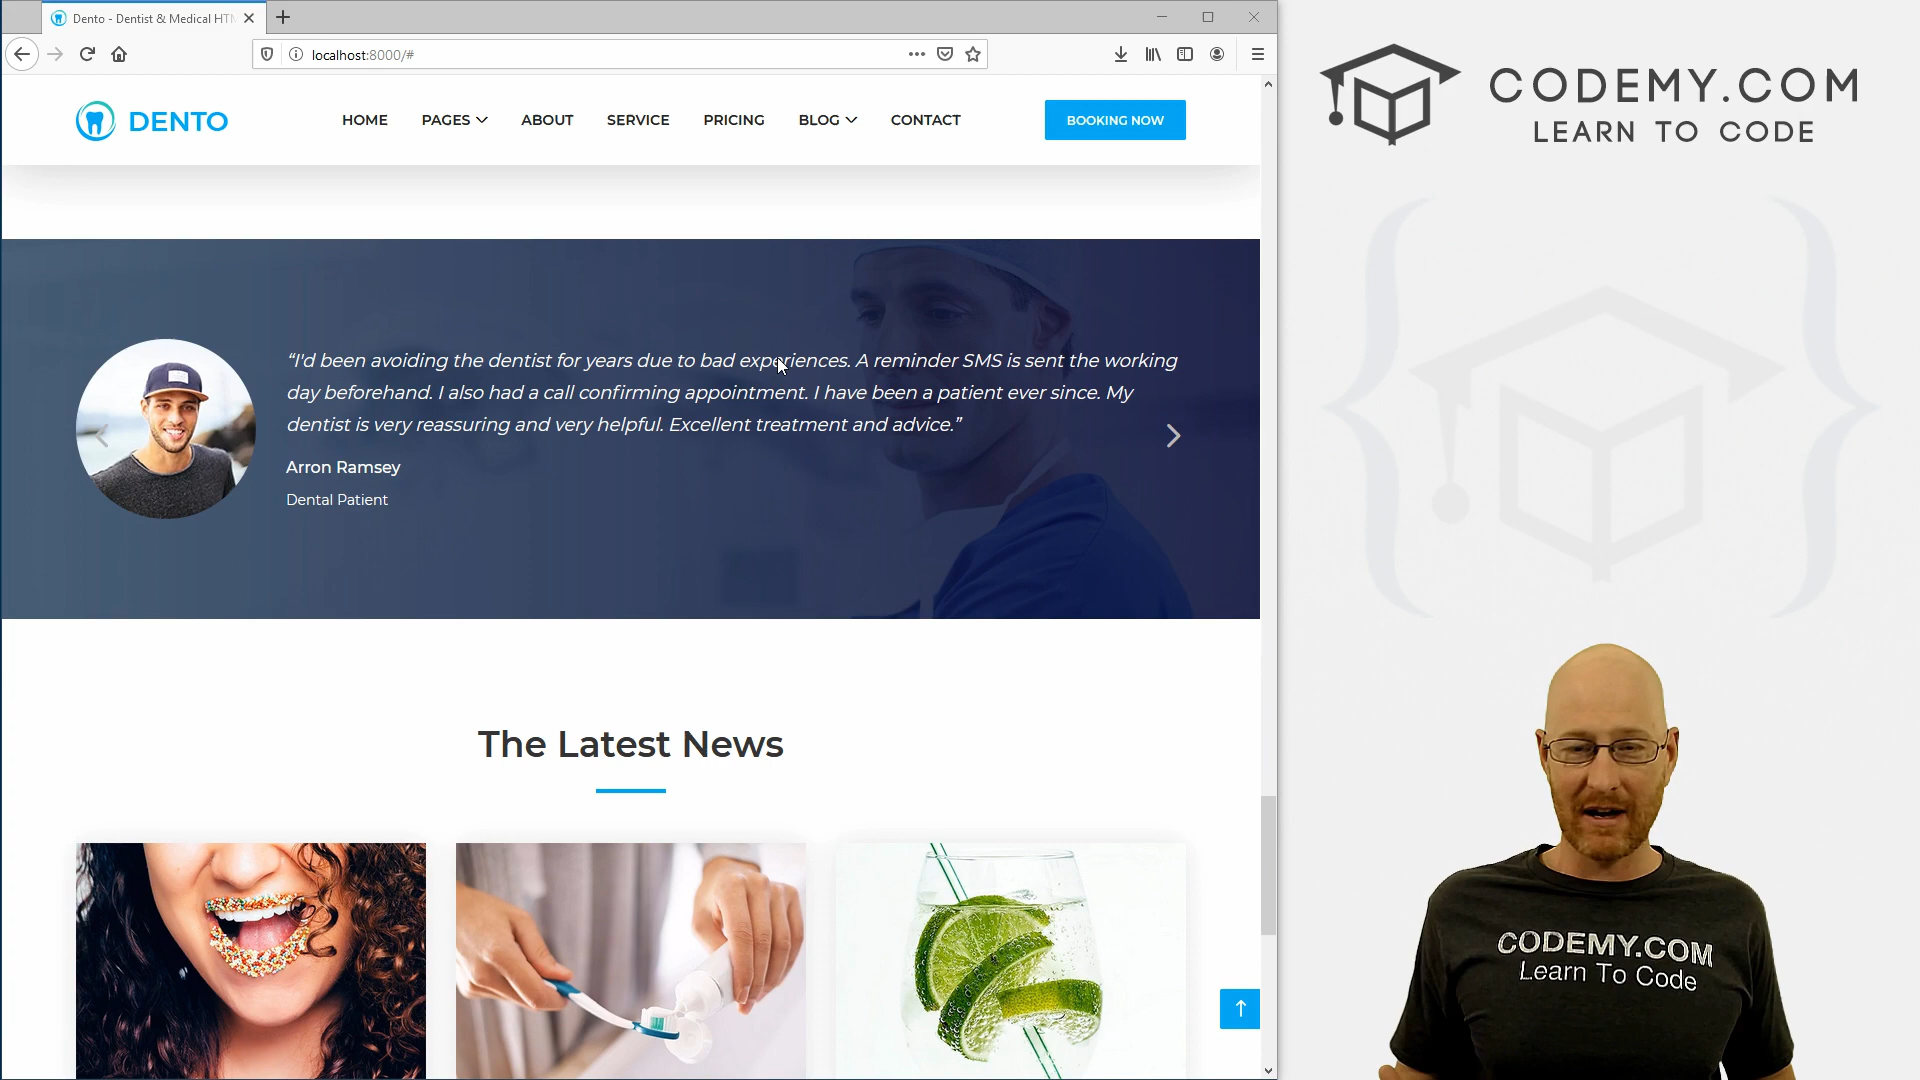 Dento - Dentist & Medical HTM
localhost:8000/#
DENTO
HOME
PAGES
ABOUT
SERVICE
PRICING
BLOG
CONTACT
BOOKING NOW
CODEMY.COM
LEARN TO CODE
“I'd been avoiding the dentist for years due to bad experiences. A reminder SMS is sent the working
day beforehand. I also had a call confirming appointment. I have been a patient ever since. My
dentist is very reassuring and very helpful. Excellent treatment and advice.”
Arron Ramsey
Dental Patient
The Latest News
CODEMY.COM
Learn To Code